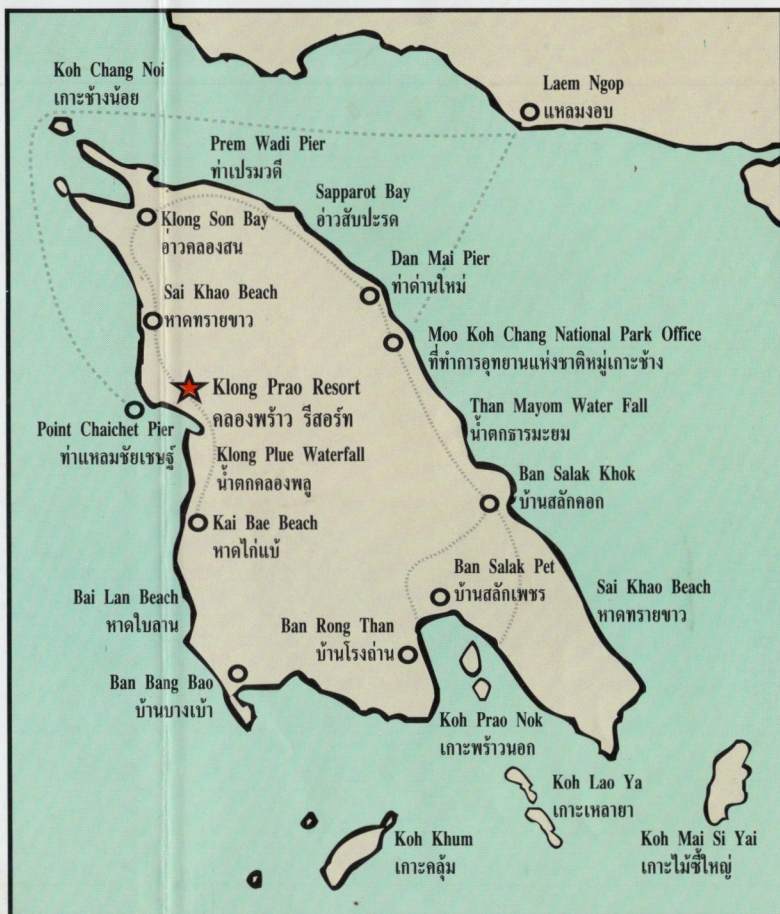 Koh Chang Noi
เกาะช้างน้อย
Laem Ngop
แหลมงอบ
Prem Wadi Pier
ท่าเปรมวดี
Sapparot Bay
อ่าวสับปะรด
Klong Son Bay
อ่าวคลองสน
Dan Mai Pier
ท่าด่านใหม่
Sai Khao Beach
หาดทรายขาว
Moo Koh Chang National Park Office
ที่ทำการอุทยานแห่งชาติหมู่เกาะช้าง
Klong Prao Resort
คลองพร้าว รีสอร์ท
Than Mayom Water Fall
น้ำตกธารมะยม
Point Chaichet Pier
ท่าแหลมชัยเชษฐ์
Klong Plue Waterfall
น้ำตกคลองพลู
Ban Salak Khok
บ้านสลักคอก
Kai Bae Beach
หาดไก่แบ้
Ban Salak Pet
บ้านสลักเพชร
Sai Khao Beach
หาดทรายขาว
Bai Lan Beach
หาดใบลาน
Ban Rong Than
บ้านโรงถ่าน
Ban Bang Bao
บ้านบางเบ้า
Koh Prao Nok
เกาะพร้าวนอก
Koh Lao Ya
เกาะเหลายา
Koh Khum
เกาะคลุ้ม
Koh Mai Si Yai
เกาะไม้ซี้ใหญ่